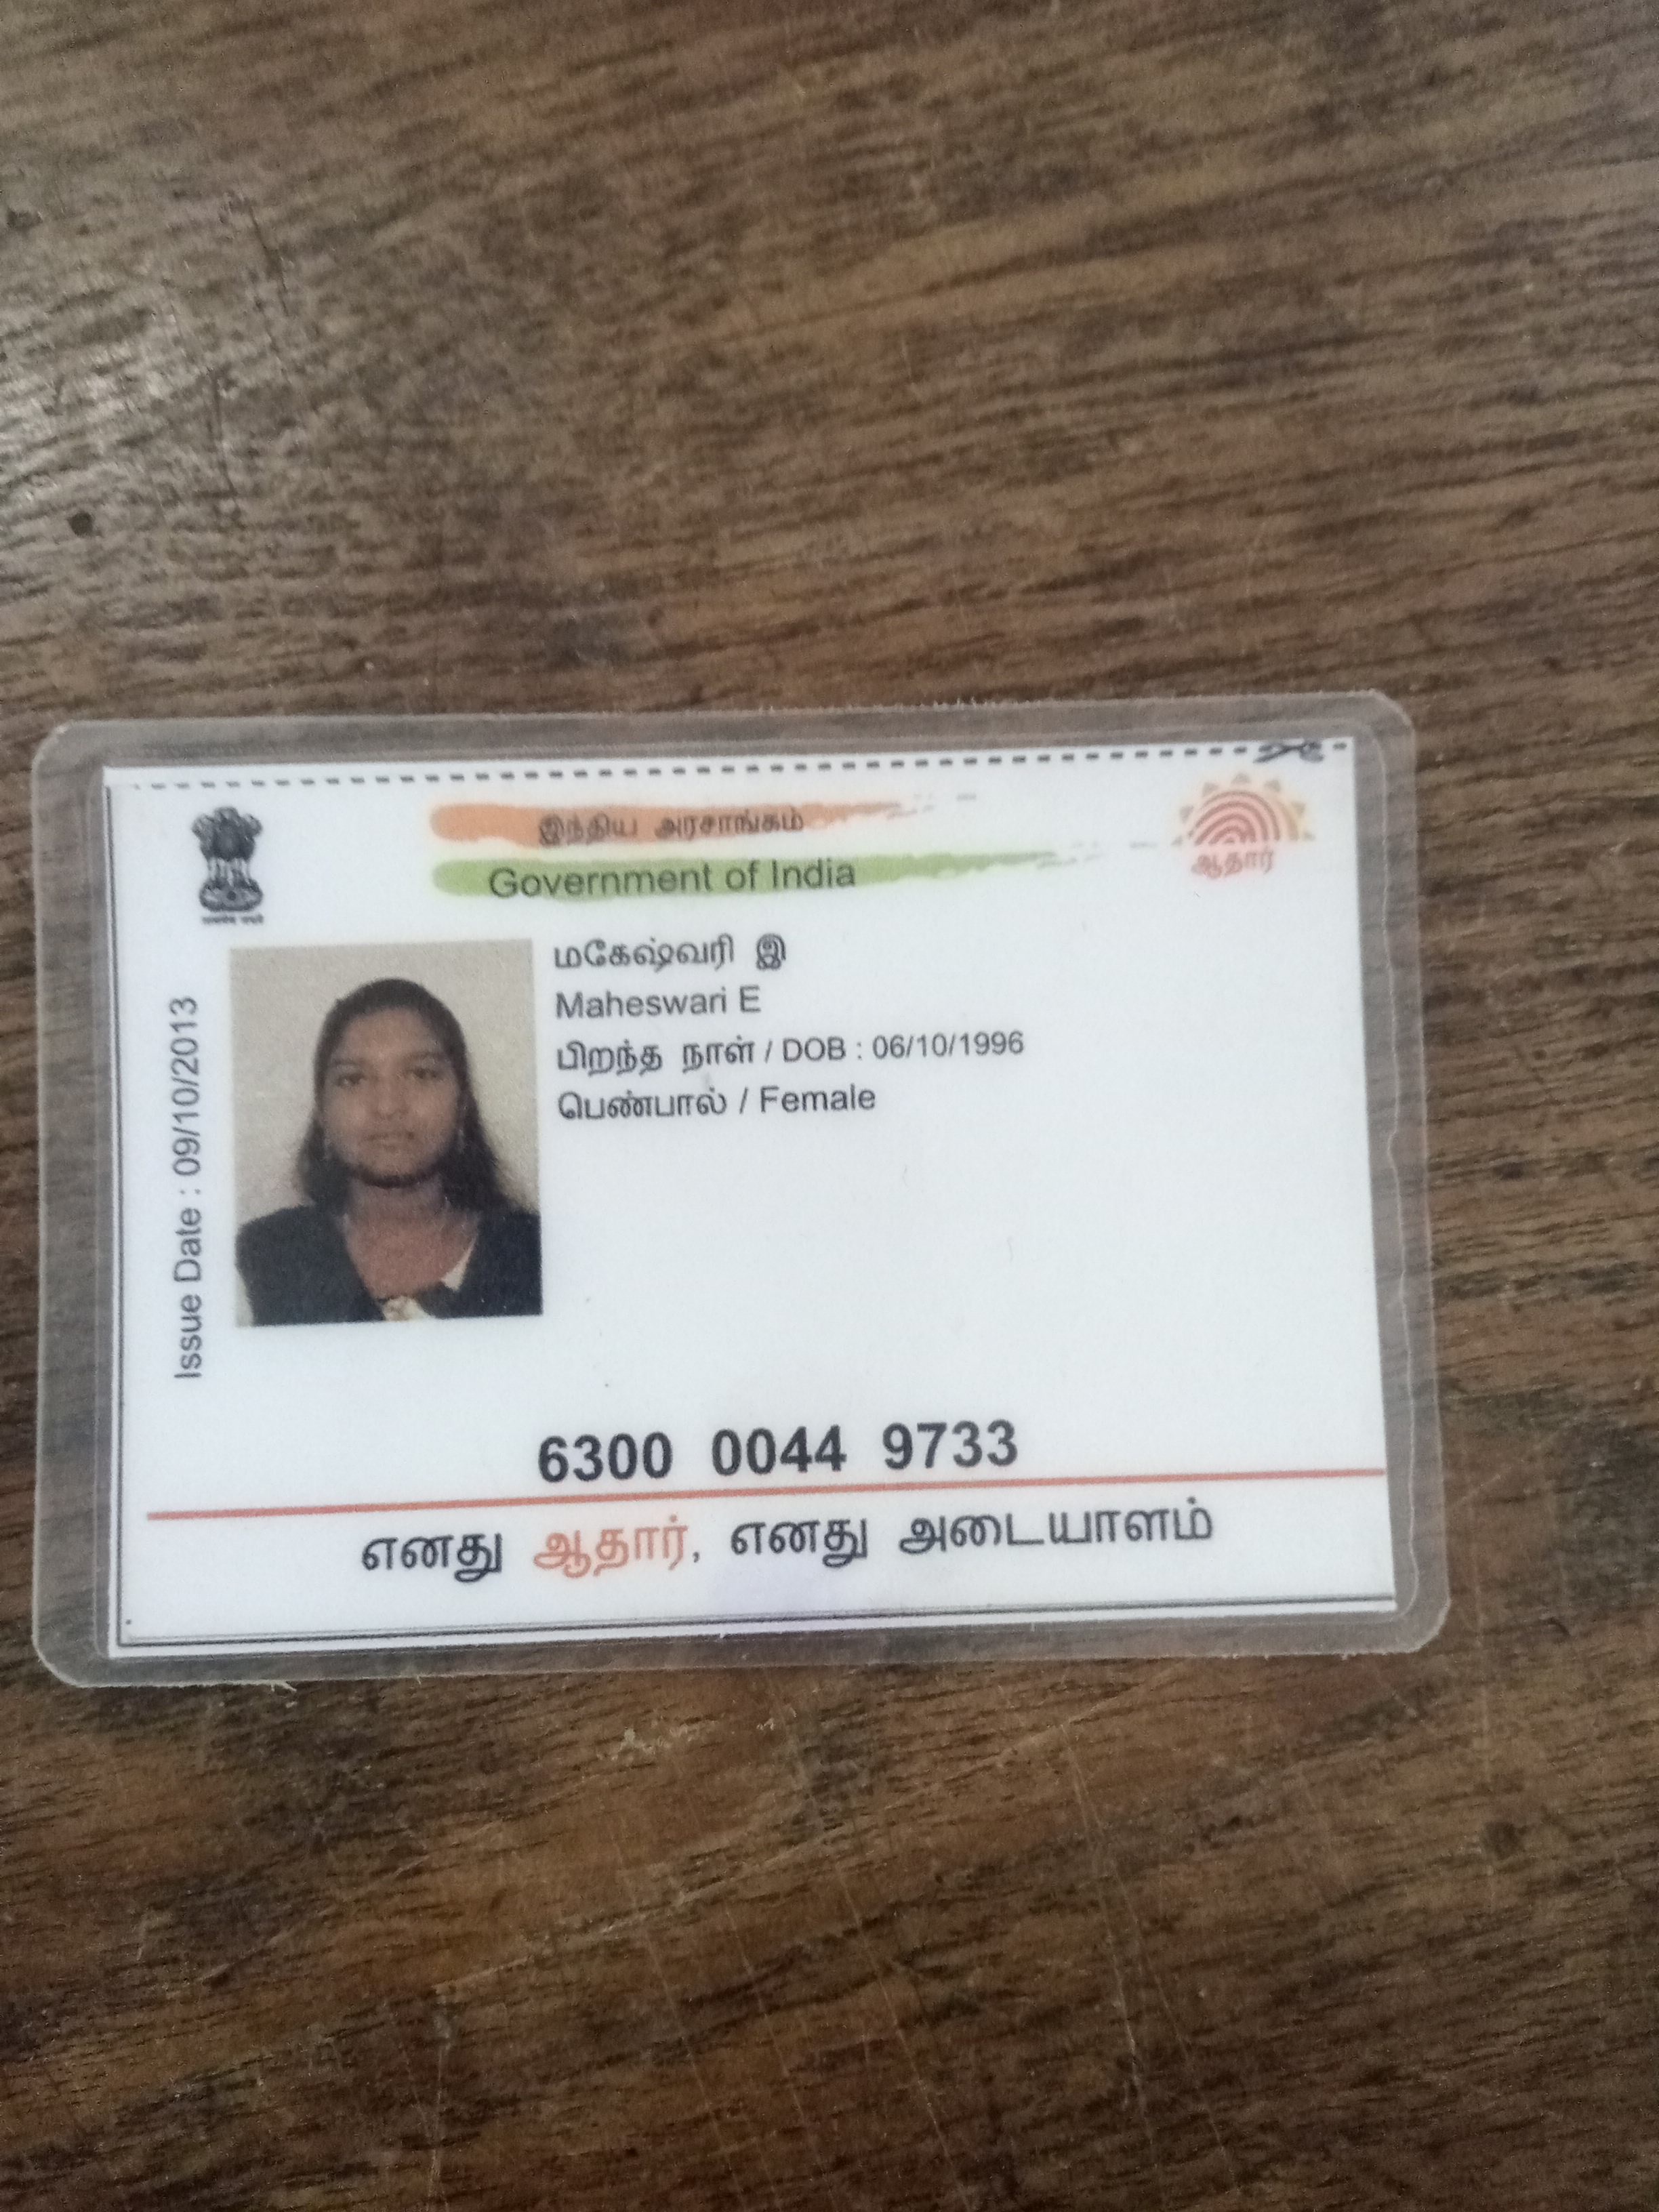 இந்திய அரசாங்கம்
Government of India
ஆதார்
மகேஷ்வரி இ
Maheswari E
பிறந்த நாள் / DOB : 06/10/1996
பெண்பால் / Female
Issue Date : 09/10/2013
6300 0044 9733
எனது ஆதார், எனது அடையாளம்